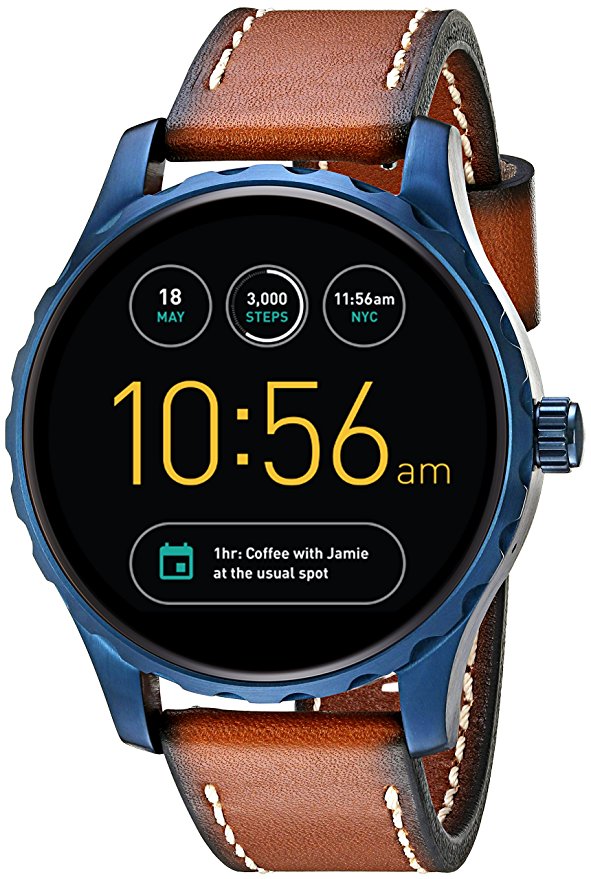 18
MAY
3,000
STEPS
11:56am
NYC
10:56am
1hr: Coffee with Jamie
at the usual spot